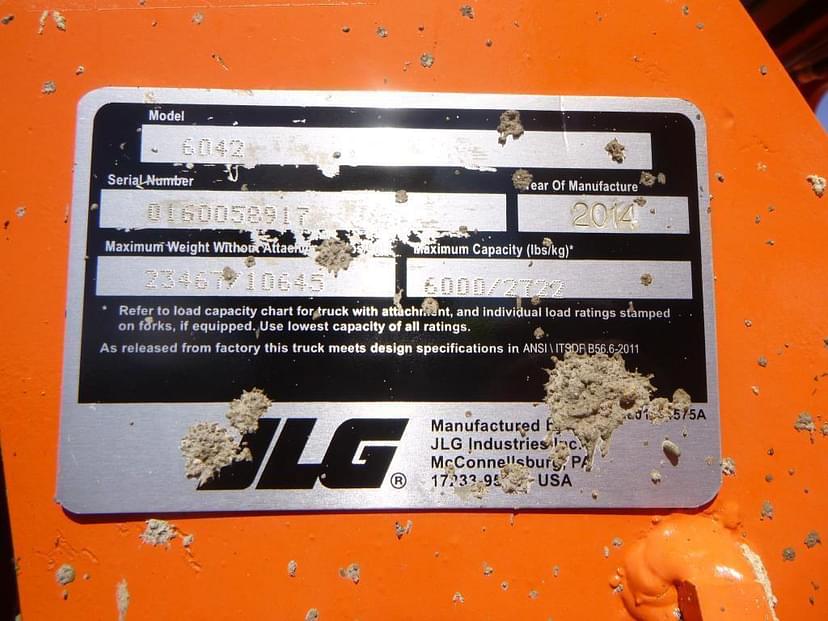 Model
6042
Serial Number Year Of Manufacture
0160058917 2014
Maximum Weight Without Maximum Capacity (lbs/kg)*
23467/10645 6000/2722
* Refer to load capacity chart for truck with attachment, and individual load ratings stamped
on forks, if equipped. Use lowest capacity of all ratings.
As released from factory this truck meets design specifications in ANSI \ ITSDF B56.6-2011
JLG ®
Manufactured
JLG Industries Inc.
McConnellsburg, PA
USA